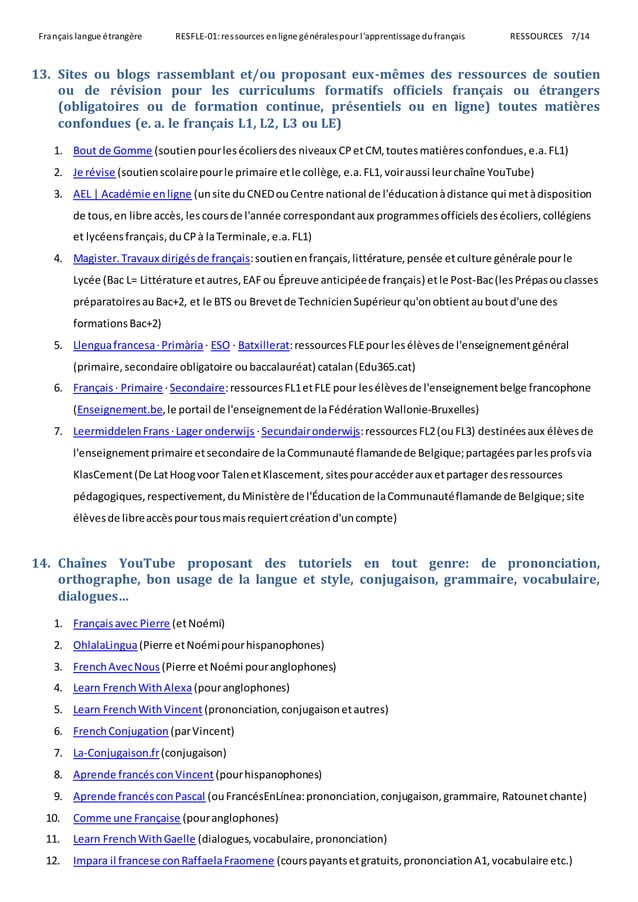 Français langue étrangère RESFLE-01: ressources en ligne générales pour l'apprentissage du français RESSOURCES 7/14
13. Sites ou blogs rassemblant et/ou proposant eux-mêmes des ressources de soutien
ou de révision pour les curriculums formatifs officiels français ou étrangers
(obligatoires ou de formation continue, présentiels ou en ligne) toutes matières
confondues (e. a. le français L1, L2, L3 ou LE)
1. Bout de Gomme (soutien pour les écoliers des niveaux CP et CM, toutes matières confondues, e.a. FL1)
2. Je révise (soutien scolaire pour le primaire et le collège, e.a. FL1, voir aussi leur chaîne YouTube)
3. AEL | Académie en ligne (un site du CNED ou Centre national de l'éducation à distance qui met à disposition
de tous, en libre accès, les cours de l'année correspondant aux programmes officiels des écoliers, collégiens
et lycéens français, du CP à la Terminale, e.a. FL1)
4. Magister. Travaux dirigés de français: soutien en français, littérature, pensée et culture générale pour le
Lycée (Bac L= Littérature et autres, EAF ou Épreuve anticipée de français) et le Post-Bac (les Prépas ou classes
préparatoires au Bac+2, et le BTS ou Brevet de Technicien Supérieur qu'on obtient au bout d'une des
formations Bac+2)
5. Llengua francesa · Primària · ESO · Batxillerat: ressources FLE pour les élèves de l'enseignement général
(primaire, secondaire obligatoire ou baccalauréat) catalan (Edu365.cat)
6. Français · Primaire · Secondaire: ressources FL1 et FLE pour les élèves de l'enseignement belge francophone
(Enseignement.be, le portail de l'enseignement de la Fédération Wallonie-Bruxelles)
7. Leermiddelen Frans · Lager onderwijs · Secundair onderwijs: ressources FL2 (ou FL3) destinées aux élèves de
l'enseignement primaire et secondaire de la Communauté flamande de Belgique; partagées par les profs via
KlasCement (De Lat Hoog voor Talen et Klascement, sites pour accéder aux et partager des ressources
pédagogiques, respectivement, du Ministère de l'Éducation de la Communauté flamande de Belgique; site
élèves de libre accès pour tous mais requiert création d'un compte)
14. Chaînes YouTube proposant des tutoriels en tout genre: de prononciation,
orthographe, bon usage de la langue et style, conjugaison, grammaire, vocabulaire,
dialogues…
1. Français avec Pierre (et Noémi)
2. OhlalaLingua (Pierre et Noémi pour hispanophones)
3. French Avec Nous (Pierre et Noémi pour anglophones)
4. Learn French With Alexa (pour anglophones)
5. Learn French With Vincent (prononciation, conjugaison et autres)
6. French Conjugation (par Vincent)
7. La-Conjugaison.fr (conjugaison)
8. Aprende francés con Vincent (pour hispanophones)
9. Aprende francés con Pascal (ou FrancésEnLínea: prononciation, conjugaison, grammaire, Ratounet chante)
10. Comme une Française (pour anglophones)
11. Learn French With Gaelle (dialogues, vocabulaire, prononciation)
12. Impara il francese con Raffaela Fraomene (cours payants et gratuits, prononciation A1, vocabulaire etc.)